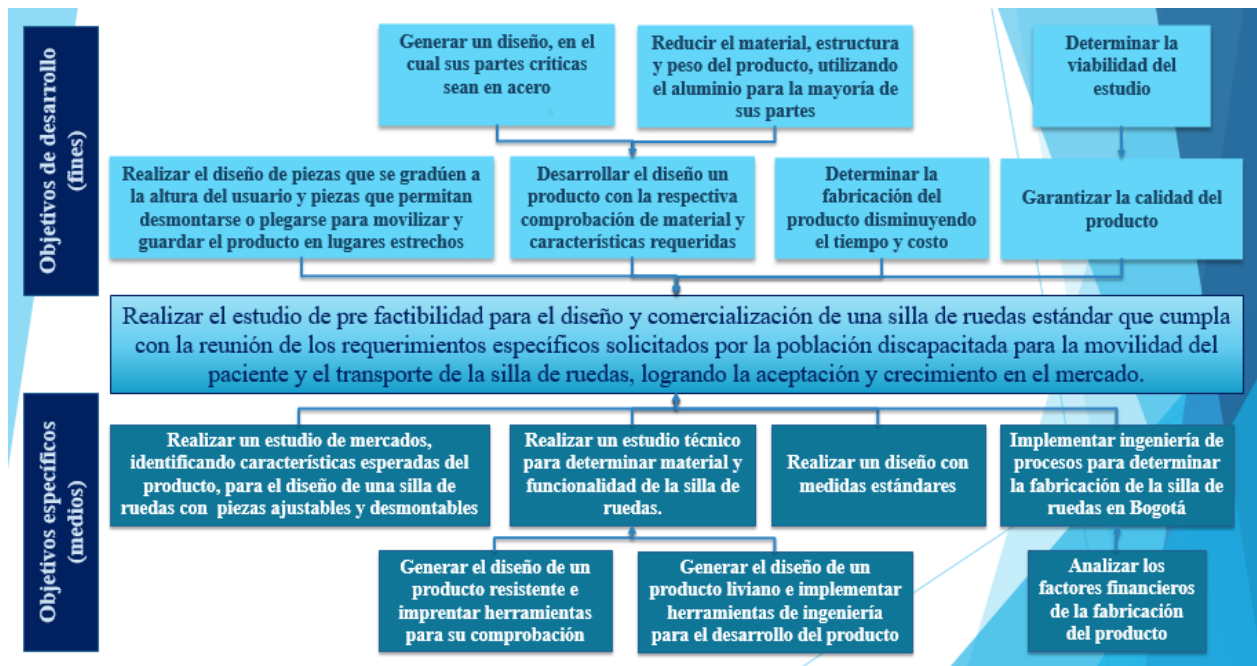 Objetivos de desarrollo
(fines)
Generar un diseño, en el
cual sus partes criticas
sean en acero
Reducir el material, estructura
y peso del producto, utilizando
el aluminio para la mayoría de
sus partes
Determinar la
viabilidad del
estudio
Realizar el diseño de piezas que se gradúen a
la altura del usuario y piezas que permitan
desmontarse o plegarse para movilizar y
guardar el producto en lugares estrechos
Desarrollar el diseño un
producto con la respectiva
comprobación de material y
características requeridas
Determinar la
fabricación del
producto disminuyendo
el tiempo y costo
Garantizar la calidad del
producto
Realizar el estudio de pre factibilidad para el diseño y comercialización de una silla de ruedas estándar que cumpla
con la reunión de los requerimientos específicos solicitados por la población discapacitada para la movilidad del
paciente y el transporte de la silla de ruedas, logrando la aceptación y crecimiento en el mercado.
Objetivos específicos
(medios)
Realizar un estudio de mercados,
identificando características esperadas del
producto, para el diseño de una silla de
ruedas con piezas ajustables y desmontables
Realizar un estudio técnico
para determinar material y
funcionalidad de la silla de
ruedas.
Realizar un diseño con
medidas estándares
Implementar ingeniería de
procesos para determinar
la fabricación de la silla de
ruedas en Bogotá
Generar el diseño de un
producto resistente e
imprentar herramientas
para su comprobación
Generar el diseño de un
producto liviano e implementar
herramientas de ingeniería
para el desarrollo del producto
Analizar los
factores financieros
de la fabricación
del producto